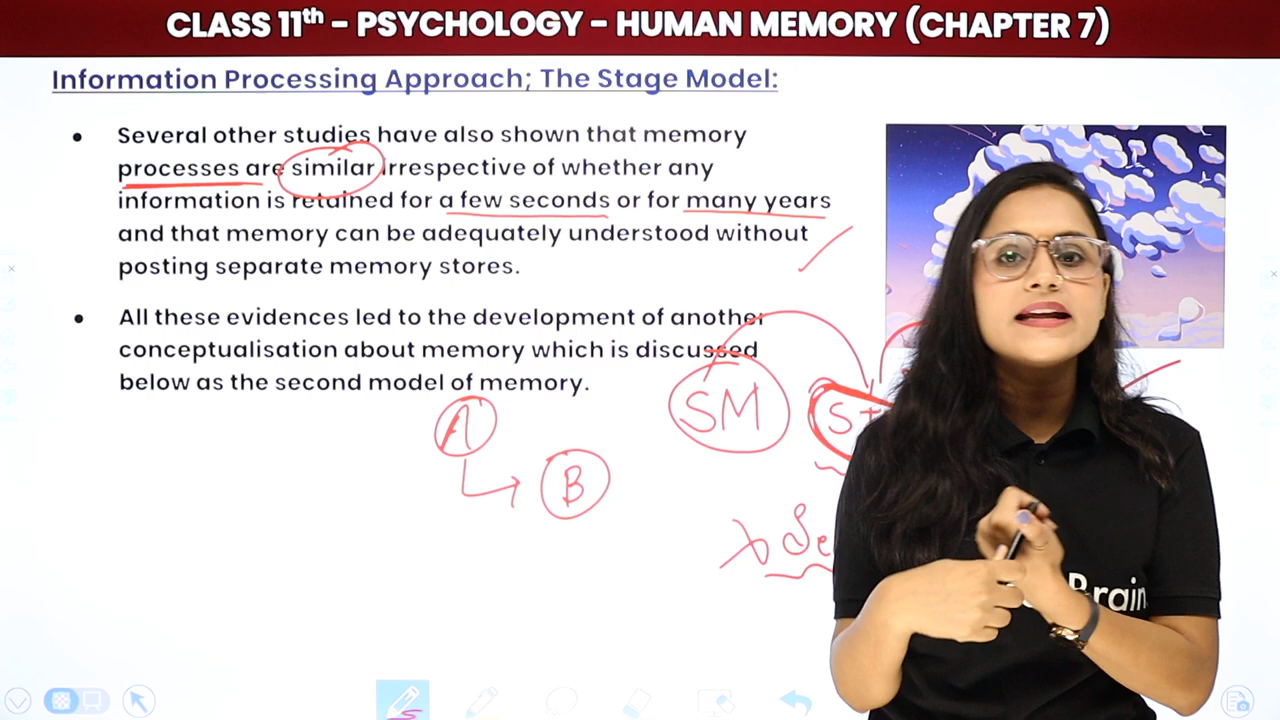 CLASS 11th - PSYCHOLOGY - HUMAN MEMORY (CHAPTER 7)
Information Processing Approach; The Stage Model:
• Several other studies have also shown that memory
processes are similar irrespective of whether any
information is retained for a few seconds or for many years
and that memory can be adequately understood without
posting separate memory stores.
• All these evidences led to the development of another
conceptualisation about memory which is discussed
below as the second model of memory.
SM
A
B
Brain